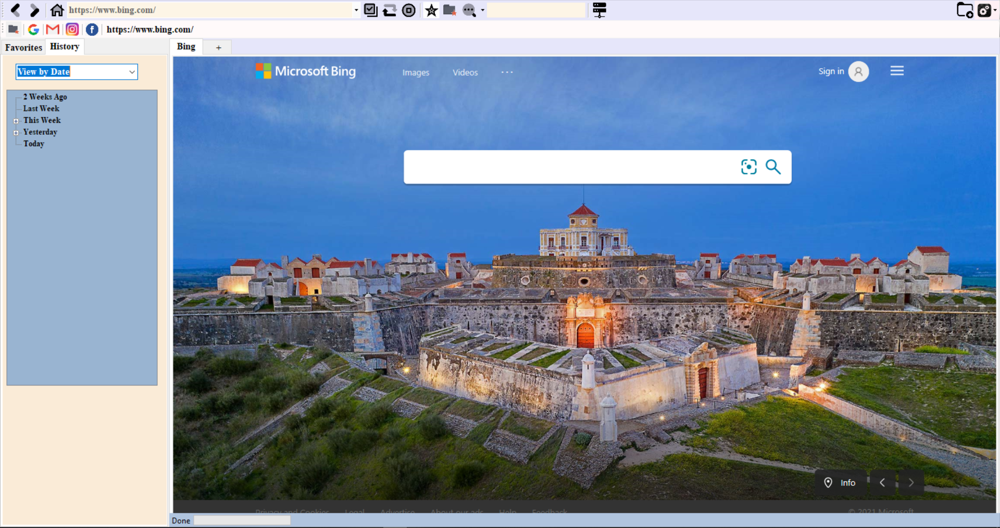 https://www.bing.com/
https://www.bing.com/
Favorites
History
Bing
+
View by Date
2 Weeks Ago
Last Week
This Week
Yesterday
Today
Microsoft Bing
Images
Videos
Sign in
Info
Privacy and Cookies
Legal
Advertise
About our ads
Help
Feedback
© 2021 Microsoft
Done